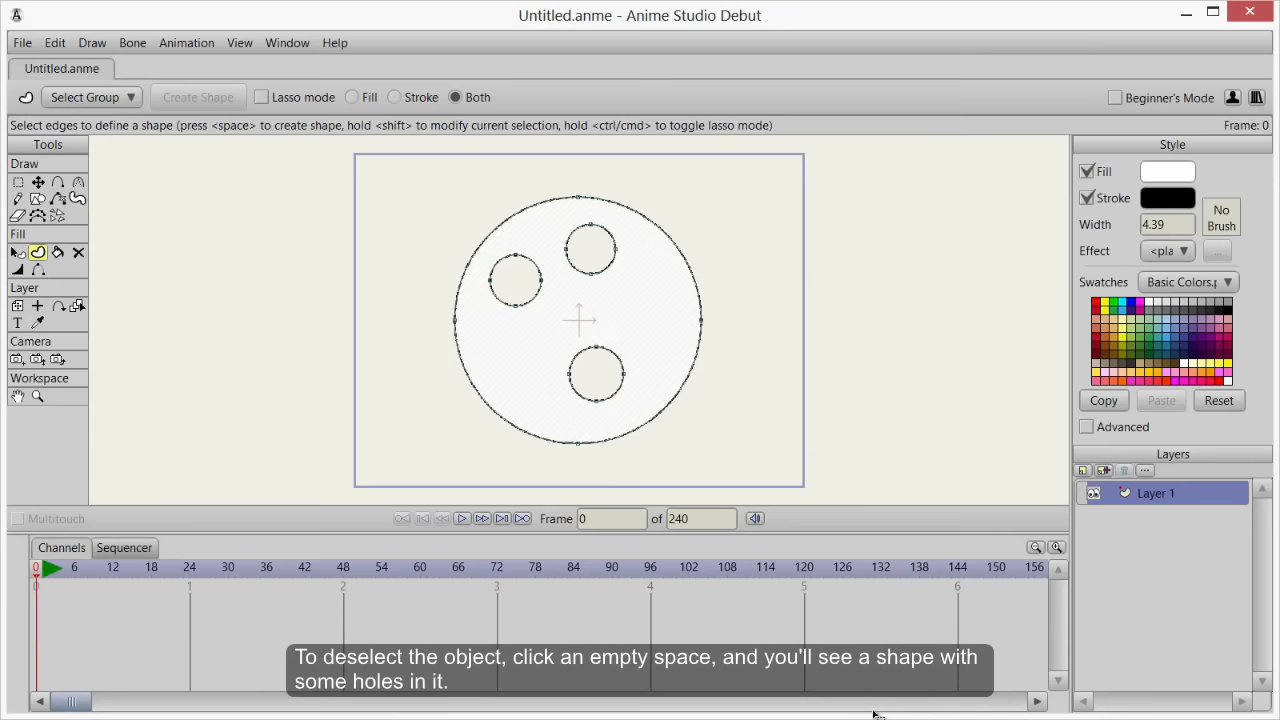 Untitled.anme - Anime Studio Debut
File Edit Draw Bone Animation View Window Help
Untitled.anme
Select Group Create Shape Lasso mode Fill Stroke Both Beginner's Mode
Select edges to define a shape (press <space> to create shape, hold <shift> to modify current selection, hold <ctrl/cmd> to toggle lasso mode) Frame: 0
Tools
Draw
Fill
Layer
Camera
Workspace
Style
Fill
Stroke
Width 4.39
No
Brush
Effect <pla ...
Swatches Basic Colors.p
Copy Paste Reset
Advanced
Layers
Layer 1
Multitouch Frame 0 of 240
Channels Sequencer
0 6 12 18 24 30 36 42 48 54 60 66 72 78 84 90 96 102 108 114 120 126 132 138 144 150 156
0 1 2 3 4 5 6
To deselect the object, click an empty space, and you'll see a shape with
some holes in it.